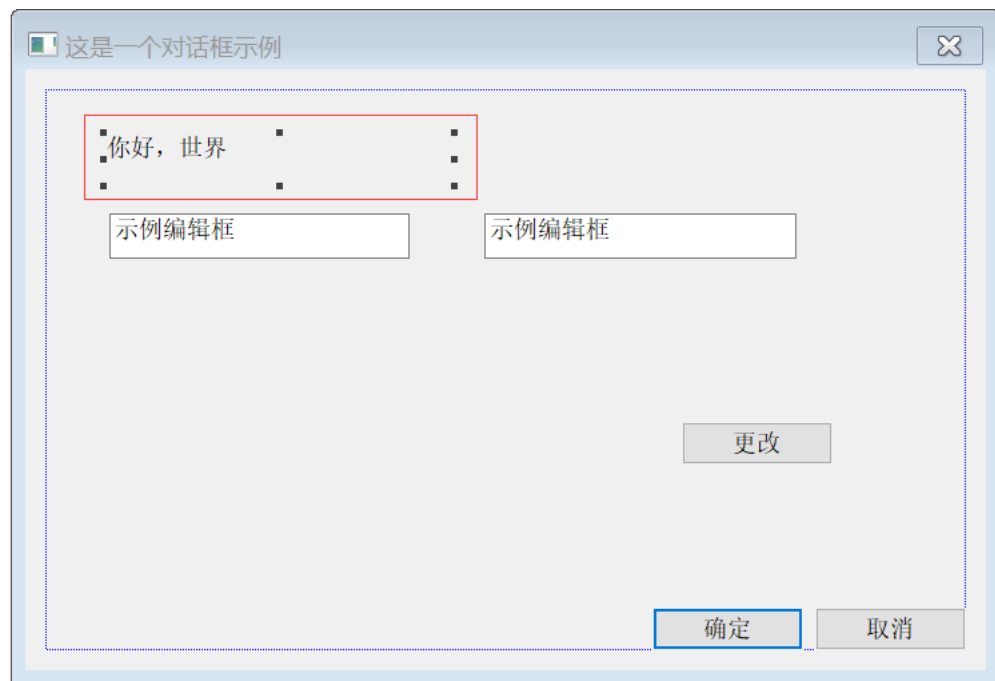 这是一个对话框示例
你好，世界
示例编辑框
示例编辑框
更改
确定
取消